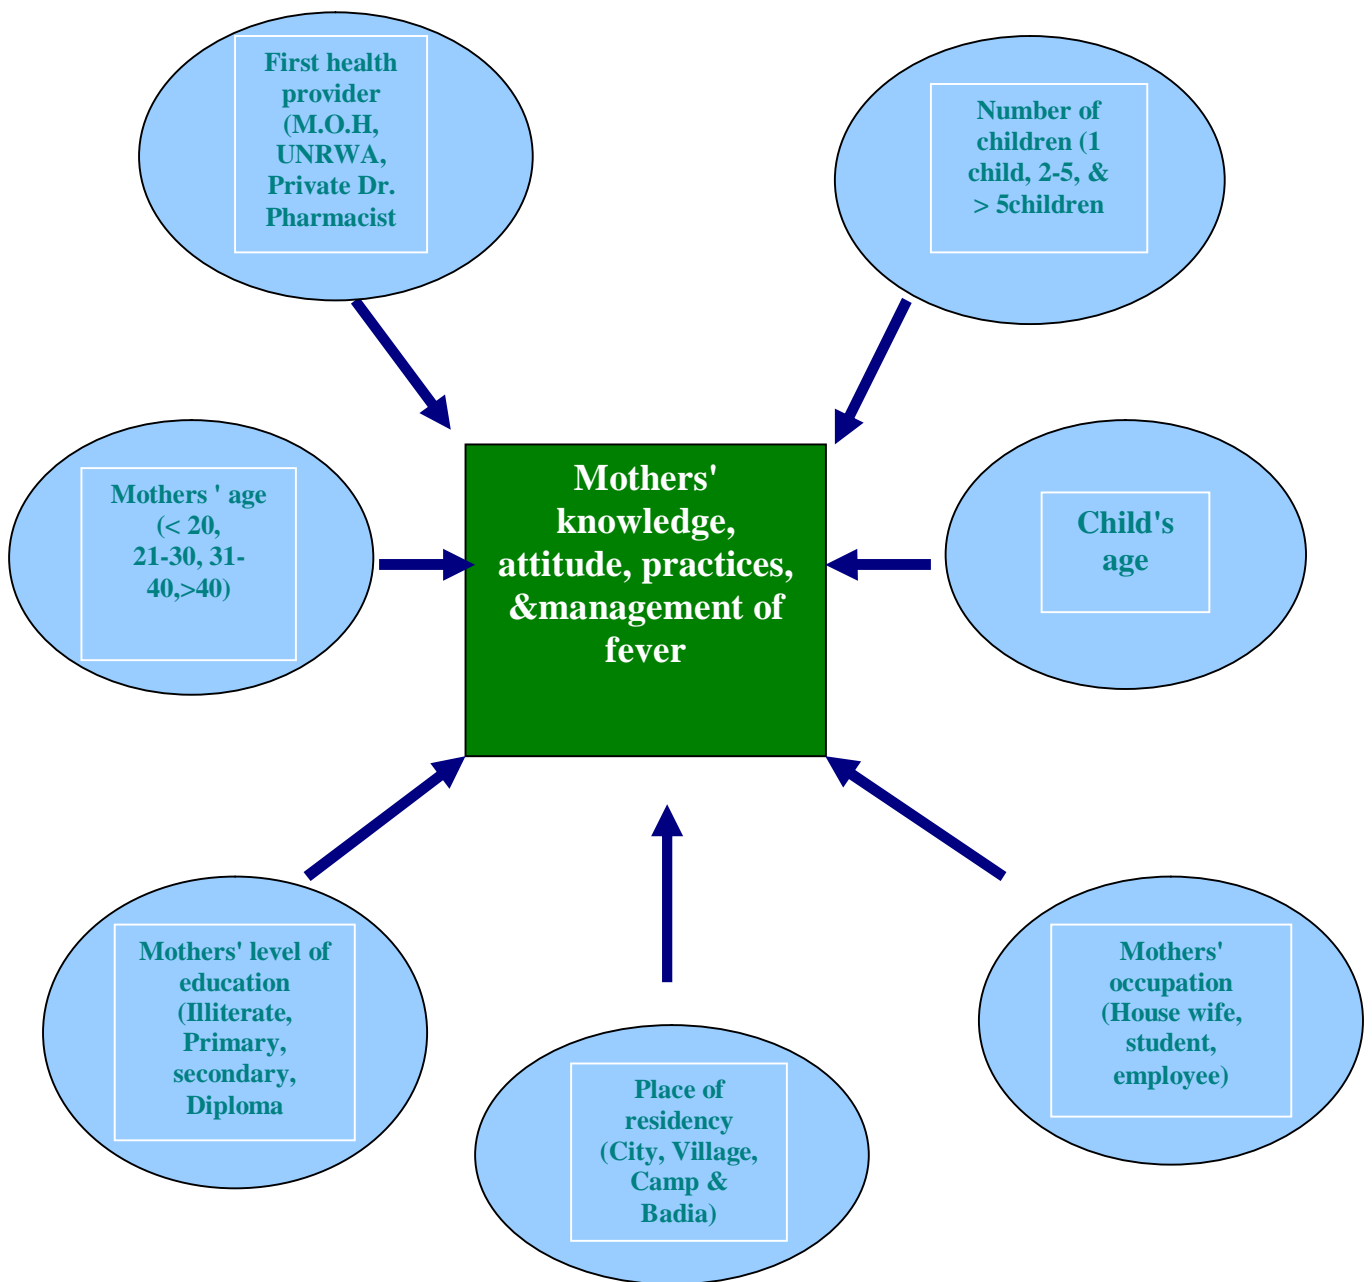 First health
provider
(M.O.H,
UNRWA,
Private Dr.
Pharmacist
Number of
children (1
child, 2-5, &
> 5children
Mothers ' age
(< 20,
21-30, 31-
40,>40)
Mothers'
knowledge,
attitude, practices,
&management of
fever
Child's
age
Mothers' level of
education
(Illiterate,
Primary,
secondary,
Diploma
Place of
residency
(City, Village,
Camp &
Badia)
Mothers'
occupation
(House wife,
student,
employee)